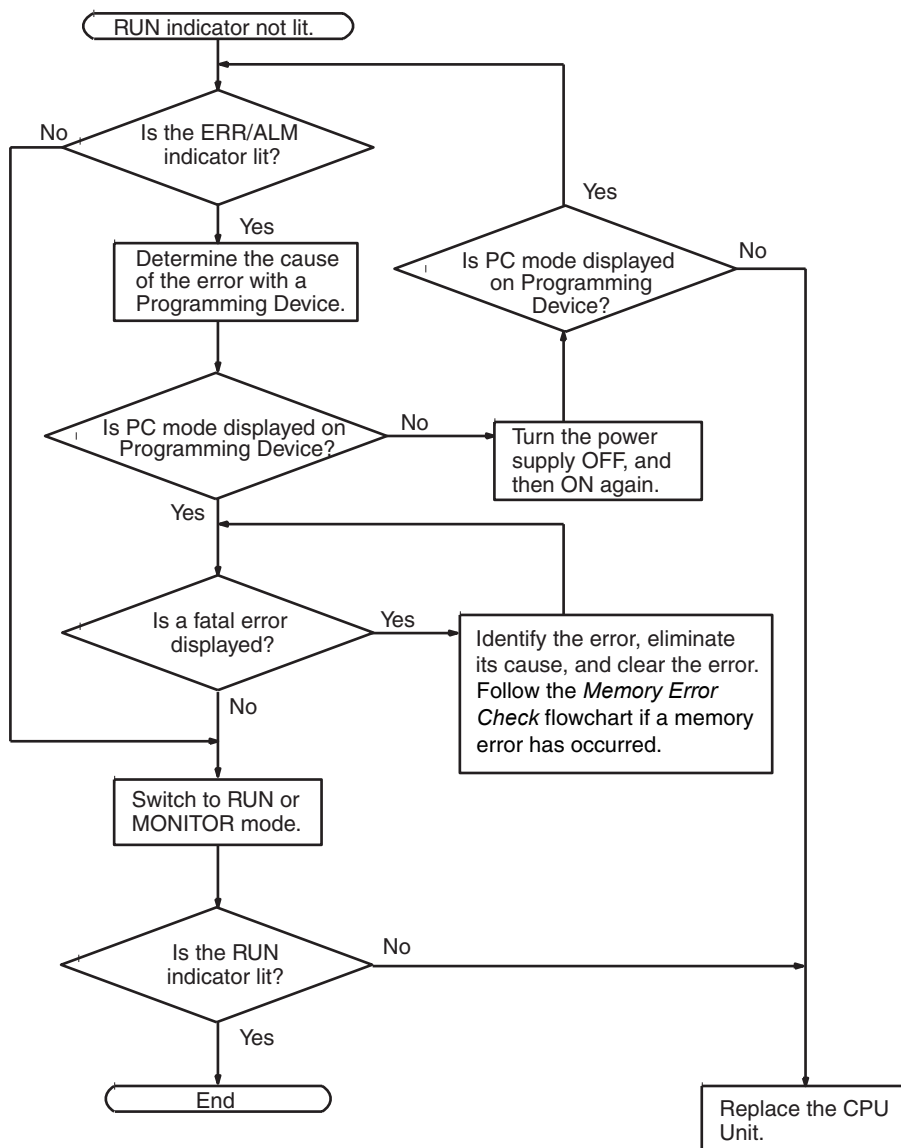 RUN indicator not lit.
No
Is the ERR/ALM
indicator lit?
Yes
Determine the cause
of the error with a
Programming Device.
Yes
Is PC mode displayed
on Programming
Device?
No
Is PC mode displayed on
Programming Device?
No
Turn the power
supply OFF, and
then ON again.
Yes
Is a fatal error
displayed?
Yes
Identify the error, eliminate
its cause, and clear the error.
Follow the Memory Error
Check flowchart if a memory
error has occurred.
No
Switch to RUN or
MONITOR mode.
Is the RUN
indicator lit?
No
Yes
End
Replace the CPU
Unit.